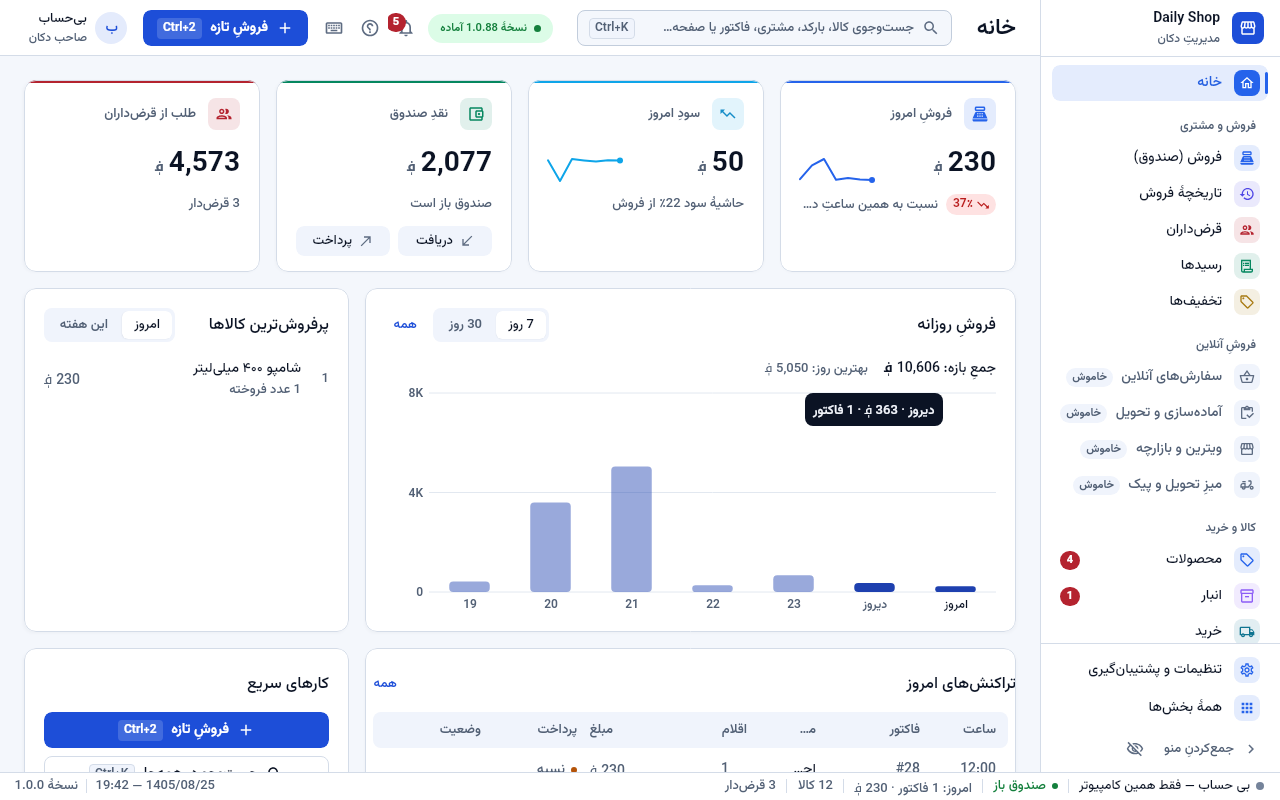 Daily Shop
مدیریتِ دکان
خانه
فروش و مشتری
فروش (صندوق)
تاریخچهٔ فروش
قرض‌داران
رسیدها
تخفیف‌ها
فروشِ آنلاین
سفارش‌های آنلاین خاموش
آماده‌سازی و تحویل خاموش
ویترین و بازارچه خاموش
میزِ تحویل و پیک خاموش
کالا و خرید
محصولات 4
انبار 1
خرید
تنظیمات و پشتیبان‌گیری
همهٔ بخش‌ها
جمع‌کردنِ منو
خانه
جست‌وجوی کالا، بارکد، مشتری، فاکتور یا صفحه… Ctrl+K
نسخهٔ 1.0.88 آماده
5
فروشِ تازه Ctrl+2
بی‌حساب
صاحب دکان
ب
فروشِ امروز
230 ؋
37٪ نسبت به همین ساعتِ د…
سودِ امروز
50 ؋
حاشیهٔ سود 22٪ از فروش
نقدِ صندوق
2,077 ؋
صندوق باز است
دریافت
پرداخت
طلب از قرض‌داران
4,573 ؋
3 قرض‌دار
فروشِ روزانه
7 روز
30 روز
همه
جمعِ بازه: 10,606 ؋ بهترین روز: 5,050 ؋
8K
دیروز · 363 ؋ · 1 فاکتور
4K
0
19 20 21 22 23 دیروز امروز
پرفروش‌ترین کالاها
امروز
این هفته
1 شامپو ۴۰۰ میلی‌لیتر 230 ؋
1 عدد فروخته
تراکنش‌های امروز
همه
ساعت فاکتور م… اقلام مبلغ پرداخت وضعیت
12:00 #28 اح… 1 230 ؋ نسیه
کارهای سریع
فروشِ تازه Ctrl+2
Ctrl+K
بی حساب — فقط همین کامپیوتر
صندوق باز
امروز: 1 فاکتور · 230 ؋
12 کالا
3 قرض‌دار
1405/08/25 — 19:42
نسخهٔ 1.0.0